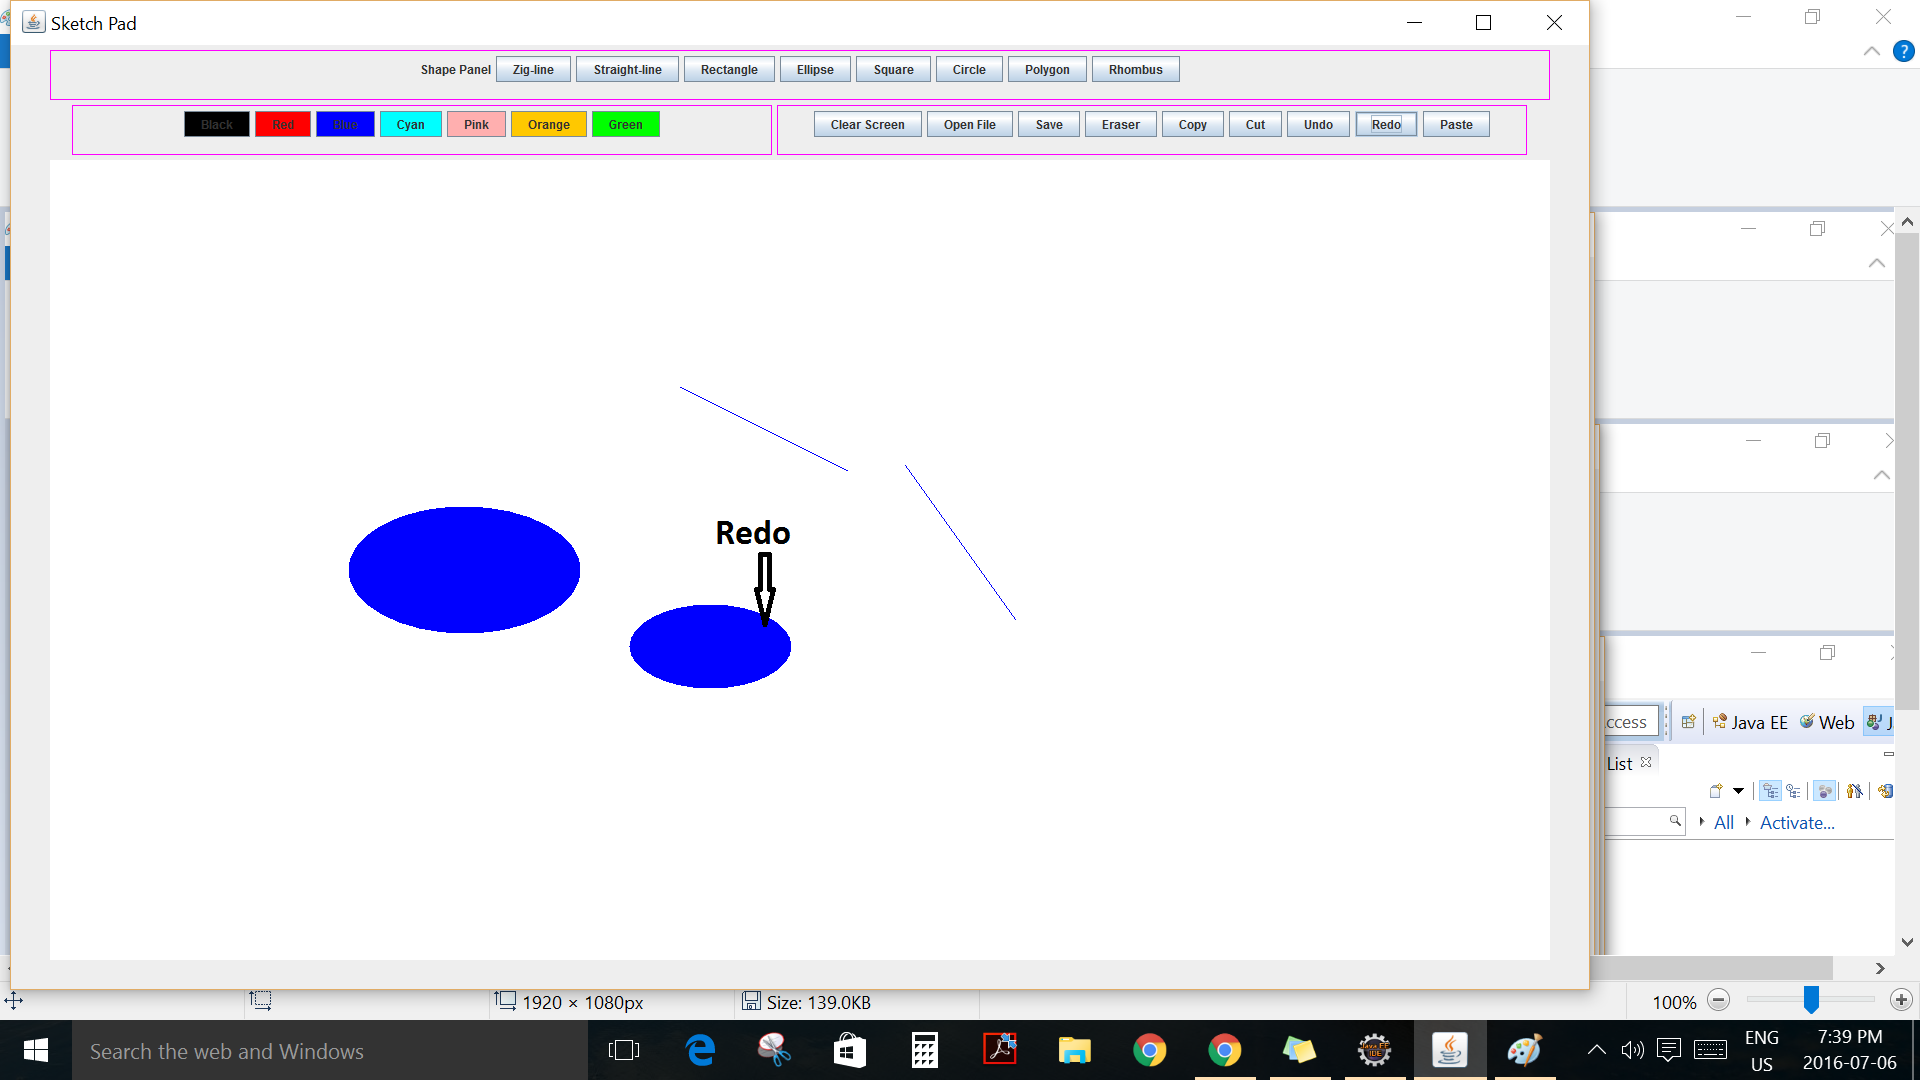 Sketch Pad
Shape Panel Zig-line Straight-line Rectangle Ellipse Square Circle Polygon Rhombus
Black Red Blue Cyan Pink Orange Green Clear Screen Open File Save Eraser Copy Cut Undo Redo Paste
Redo
ccess Java EE Web J
List
All Activate...
1920 × 1080px Size: 139.0KB 100%
Search the web and Windows
Java EE
IDE
ENG
US
7:39 PM
2016-07-06